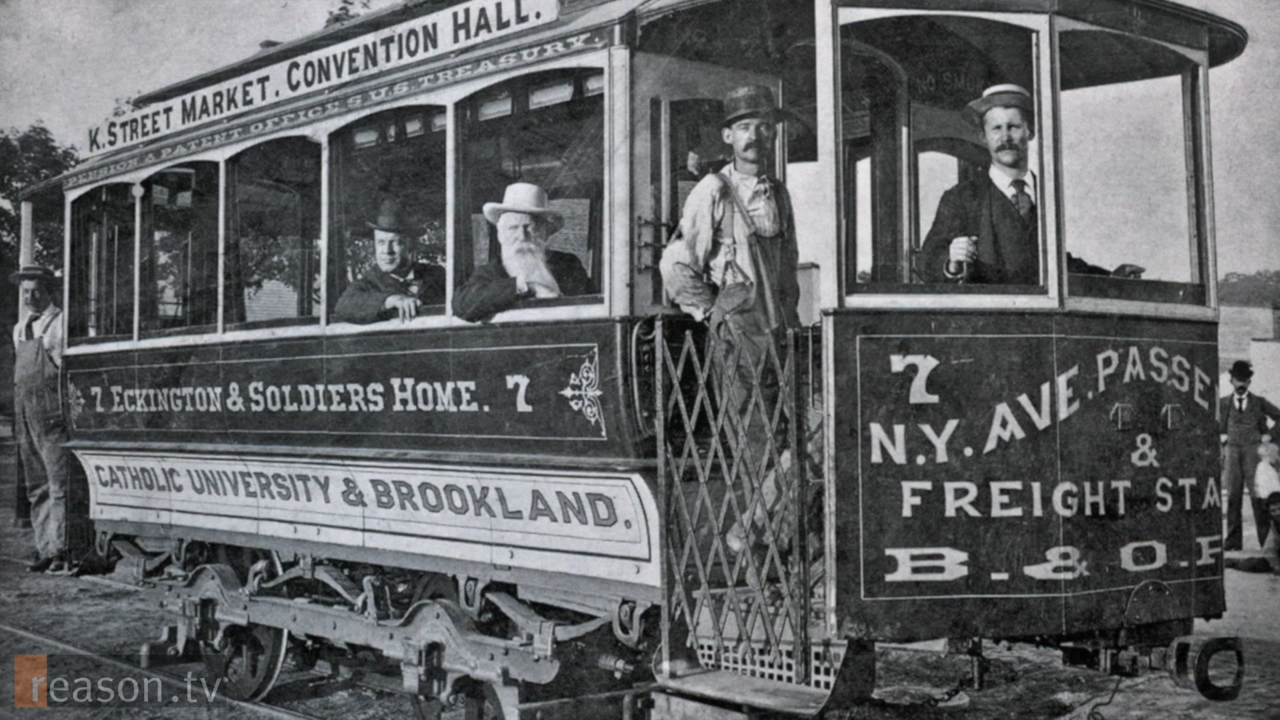 K. STREET MARKET. CONVENTION HALL.
PENSION & PATENT OFFICES U.S. TREASURY.
7 ECKINGTON & SOLDIERS HOME. 7
CATHOLIC UNIVERSITY & BROOKLAND.
7
N.Y. AVE. PASSE
&
FREIGHT STA
B. & O.
reason.tv